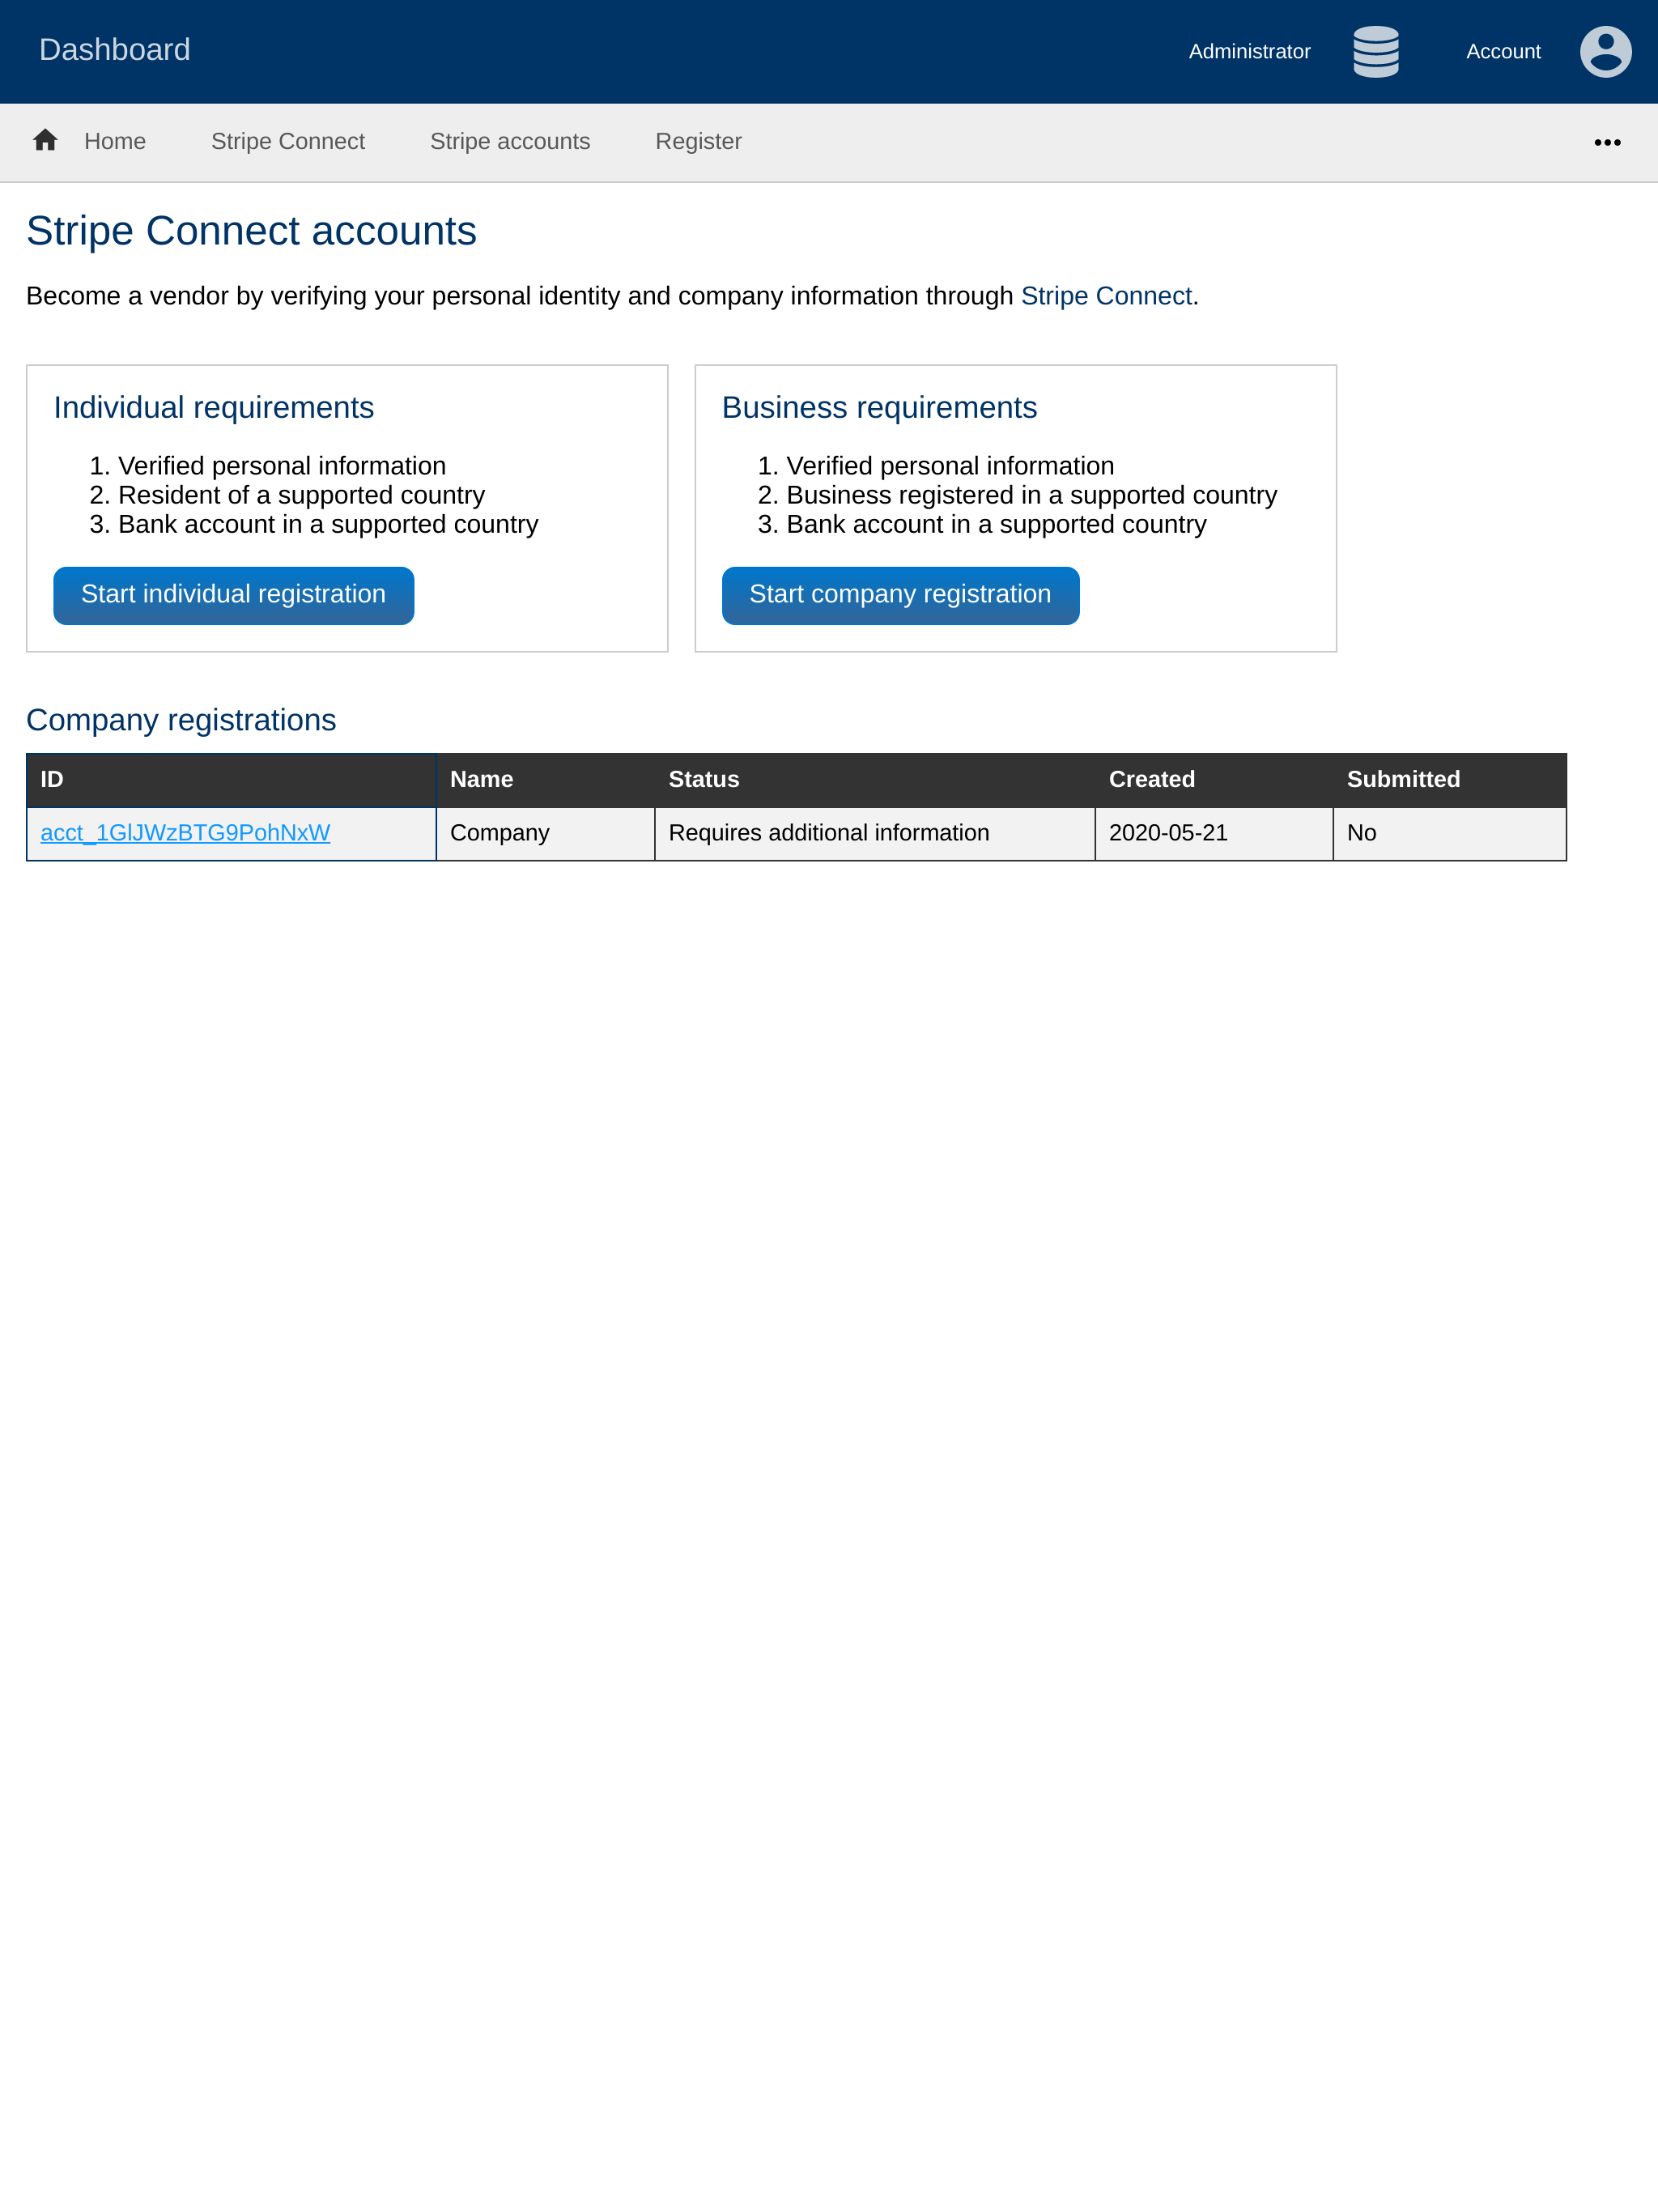 Dashboard
Administrator
Account
Home
Stripe Connect
Stripe accounts
Register
•••
Stripe Connect accounts
Become a vendor by verifying your personal identity and company information through Stripe Connect.
Individual requirements
1. Verified personal information
2. Resident of a supported country
3. Bank account in a supported country
Start individual registration
Business requirements
1. Verified personal information
2. Business registered in a supported country
3. Bank account in a supported country
Start company registration
Company registrations
ID Name Status Created Submitted
acct_1GlJWzBTG9PohNxW Company Requires additional information 2020-05-21 No